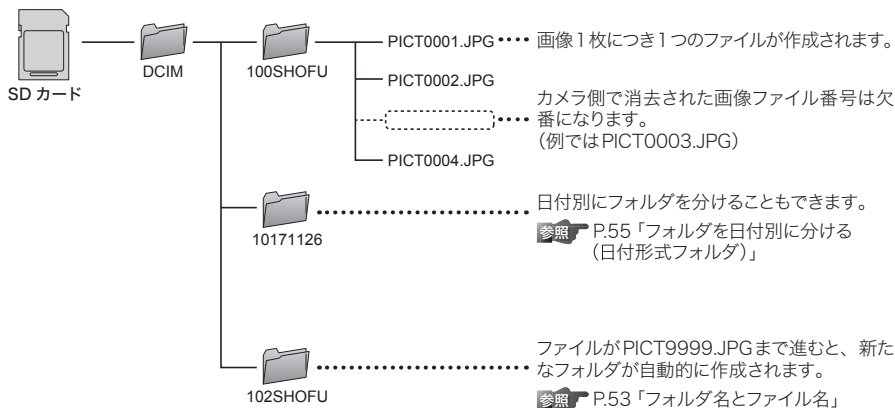 SD カード
DCIM
100SHOFU
PICT0001.JPG
画像1枚につき1つのファイルが作成されます。
PICT0002.JPG
カメラ側で消去された画像ファイル番号は欠
番になります。
(例ではPICT0003.JPG)
PICT0004.JPG
10171126
日付別にフォルダを分けることもできます。
参照 P.55「フォルダを日付別に分ける
(日付形式フォルダ)」
102SHOFU
ファイルがPICT9999.JPGまで進むと、新た
なフォルダが自動的に作成されます。
参照 P.53「フォルダ名とファイル名」